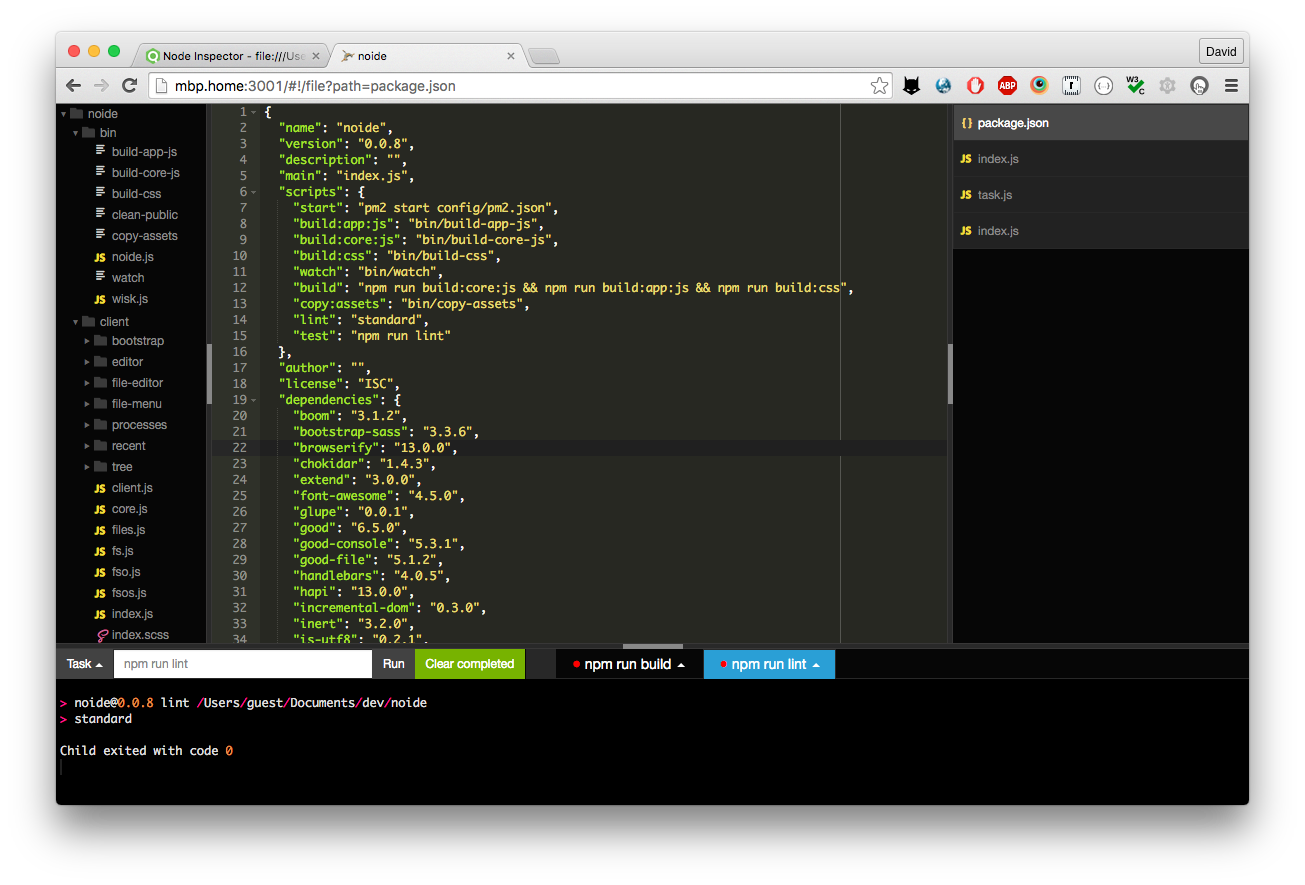 Node Inspector - file:///Use
noide
David
mbp.home:3001/#!/file?path=package.json
ABP
W3C
noide
bin
build-app-js
build-core-js
build-css
clean-public
copy-assets
JS noide.js
watch
JS wisk.js
client
bootstrap
editor
file-editor
file-menu
processes
recent
tree
JS client.js
JS core.js
JS files.js
JS fs.js
JS fso.js
JS fsos.js
JS index.js
index.scss
1 {
2 "name": "noide",
3 "version": "0.0.8",
4 "description": "",
5 "main": "index.js",
6 "scripts": {
7 "start": "pm2 start config/pm2.json",
8 "build:app:js": "bin/build-app-js",
9 "build:core:js": "bin/build-core-js",
10 "build:css": "bin/build-css",
11 "watch": "bin/watch",
12 "build": "npm run build:core:js && npm run build:app:js && npm run build:css",
13 "copy:assets": "bin/copy-assets",
14 "lint": "standard",
15 "test": "npm run lint"
16 },
17 "author": "",
18 "license": "ISC",
19 "dependencies": {
20 "boom": "3.1.2",
21 "bootstrap-sass": "3.3.6",
22 "browserify": "13.0.0",
23 "chokidar": "1.4.3",
24 "extend": "3.0.0",
25 "font-awesome": "4.5.0",
26 "glupe": "0.0.1",
27 "good": "6.5.0",
28 "good-console": "5.3.1",
29 "good-file": "5.1.2",
30 "handlebars": "4.0.5",
31 "hapi": "13.0.0",
32 "incremental-dom": "0.3.0",
33 "inert": "3.2.0",
34 "is-utf8": "0.2.1",
{} package.json
JS index.js
JS task.js
JS index.js
Task npm run lint Run Clear completed npm run build npm run lint
> noide@0.0.8 lint /Users/guest/Documents/dev/noide
> standard
Child exited with code 0